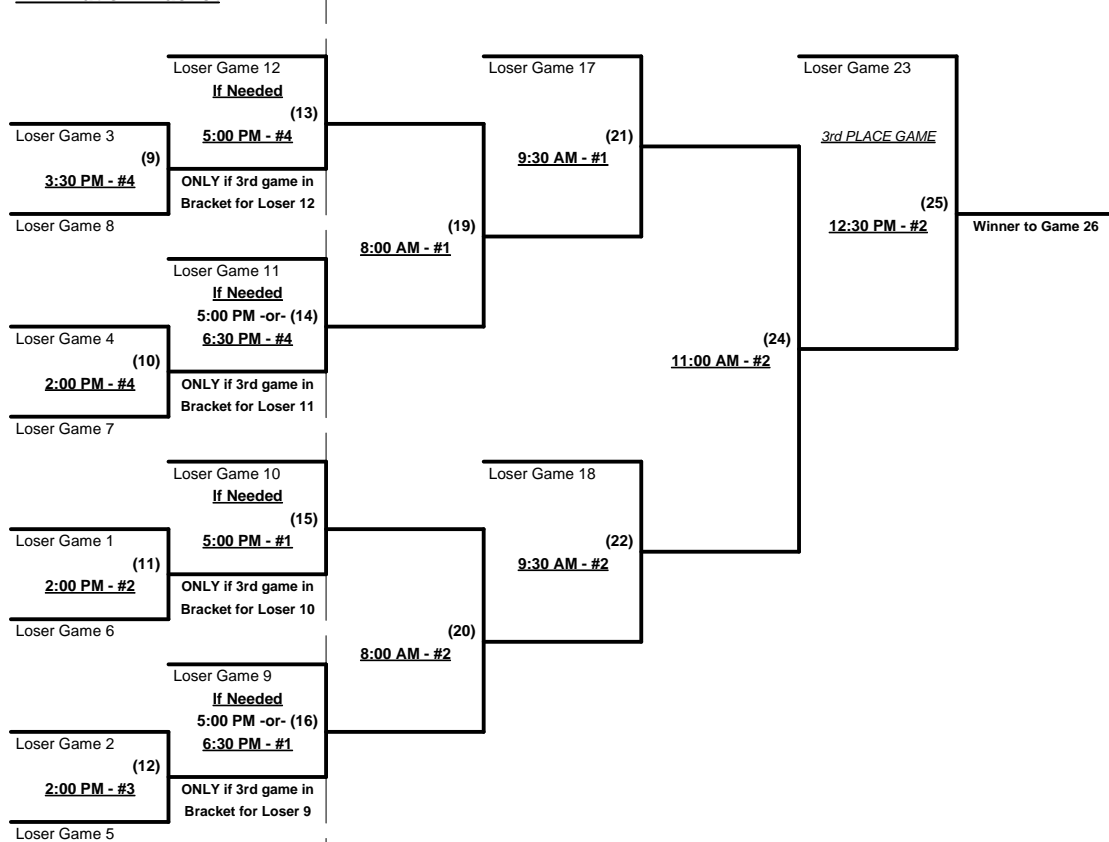 Loser Game 12
If Needed
(13)
5:00 PM - #4
Loser Game 3
(9)
3:30 PM - #4
Loser Game 8
ONLY if 3rd game in
Bracket for Loser 12
Loser Game 11
If Needed
5:00 PM -or- (14)
6:30 PM - #4
Loser Game 4
(10)
2:00 PM - #4
Loser Game 7
ONLY if 3rd game in
Bracket for Loser 11
Loser Game 10
If Needed
(15)
5:00 PM - #1
Loser Game 1
(11)
2:00 PM - #2
Loser Game 6
ONLY if 3rd game in
Bracket for Loser 10
Loser Game 9
If Needed
5:00 PM -or- (16)
6:30 PM - #1
Loser Game 2
(12)
2:00 PM - #3
Loser Game 5
ONLY if 3rd game in
Bracket for Loser 9
(19)
8:00 AM - #1
(20)
8:00 AM - #2
Loser Game 17
(21)
9:30 AM - #1
Loser Game 18
(22)
9:30 AM - #2
(24)
11:00 AM - #2
Loser Game 23
3rd PLACE GAME
(25)
12:30 PM - #2
Winner to Game 26